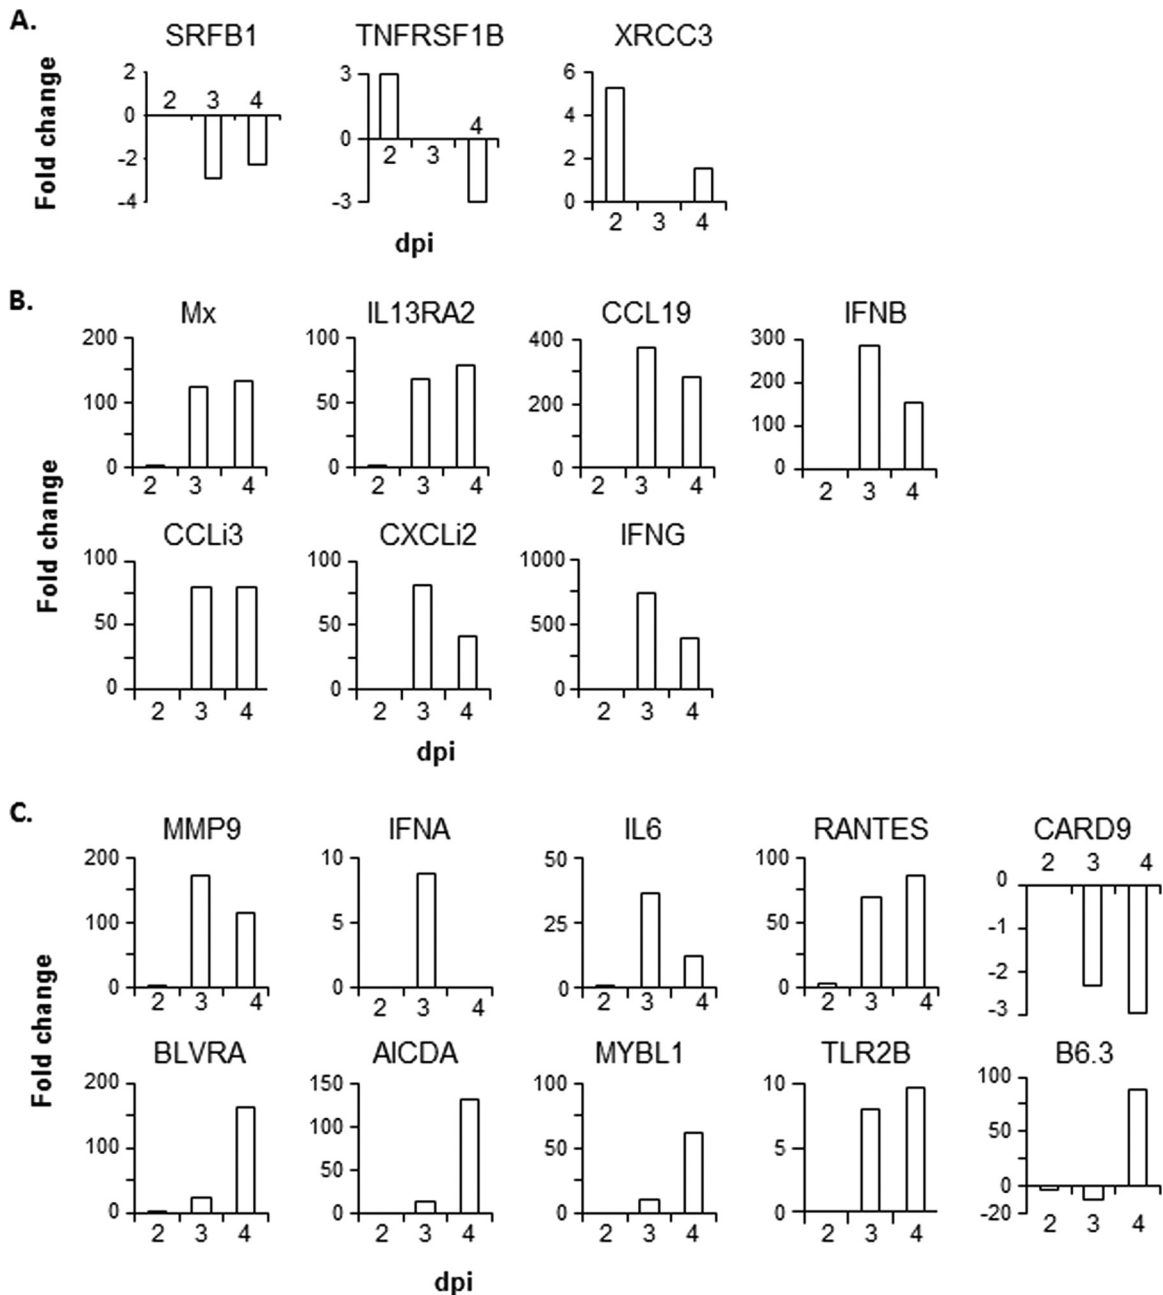 A.
SRFB1 TNFRSF1B XRCC3
Fold change
2 0 -2 -4 2 3 4
3 0 -3 2 3 4
6 4 2 0 2 3 4
dpi
B.
Mx IL13RA2 CCL19 IFNB
Fold change
200 100 0 2 3 4
100 50 0 2 3 4
400 200 0 2 3 4
300 200 100 0 2 3 4
CCLi3 CXCLi2 IFNG
100 50 0 2 3 4
100 50 0 2 3 4
1000 500 0 2 3 4
dpi
C.
MMP9 IFNA IL6 RANTES CARD9
Fold change
200 100 0 2 3 4
10 5 0 2 3 4
50 25 0 2 3 4
100 50 0 2 3 4
2 3 4 0 -1 -2 -3
BLVRA AICDA MYBL1 TLR2B B6.3
200 100 0 2 3 4
150 100 50 0 2 3 4
100 50 0 2 3 4
10 5 0 2 3 4
100 50 0 -20 2 3 4
dpi